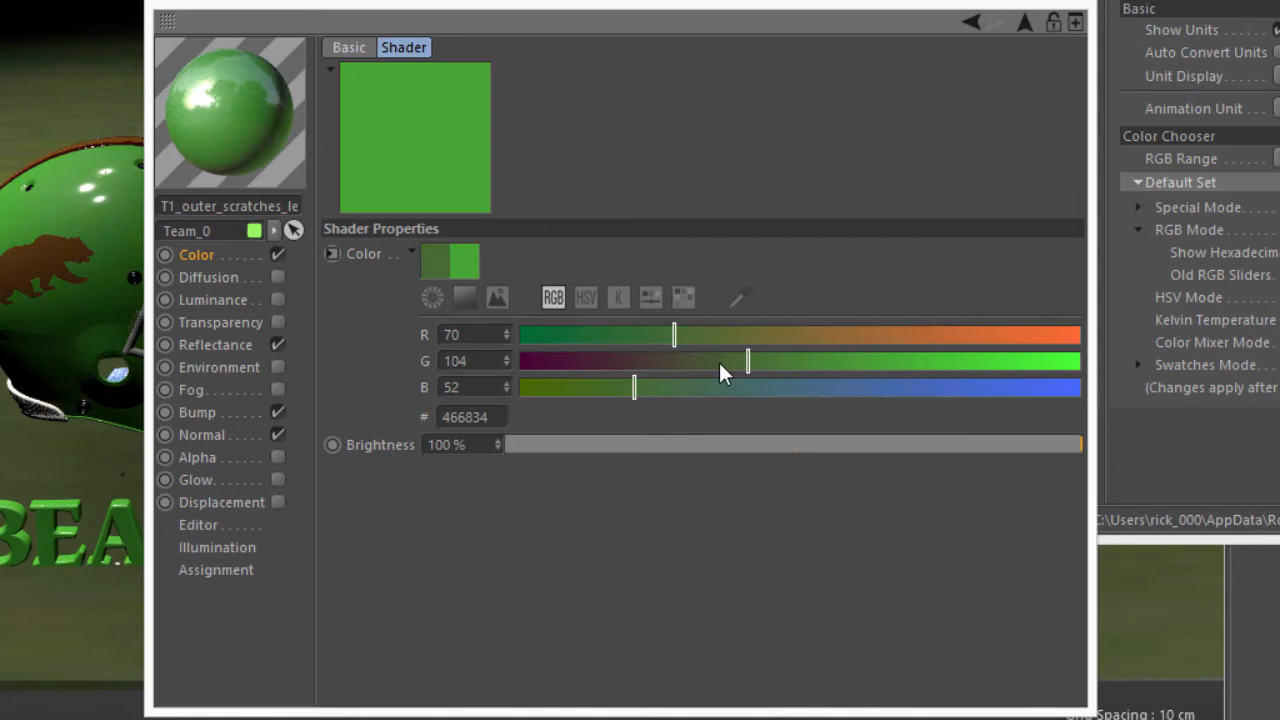 Basic Shader
T1_outer_scratches_le
Team_0
Color . . . . . . .
Diffusion . . . .
Luminance . . .
Transparency
Reflectance . .
Environment
Fog . . . . . . . .
Bump . . . . . . .
Normal . . . . .
Alpha . . . . . . .
Glow . . . . . . .
Displacement
Editor . . . . . .
Illumination
Assignment
Shader Properties
Color . .
RGB HSV K
R 70
G 104
B 52
# 466834
Brightness 100 %
BEA
Basic
Show Units . . . . . .
Auto Convert Units
Unit Display . . . . . .
Animation Unit . . .
Color Chooser
RGB Range . . . . . .
Default Set
Special Mode . . . .
RGB Mode . . . . . .
Show Hexadecim
Old RGB Sliders .
HSV Mode . . . . . .
Kelvin Temperature
Color Mixer Mode .
Swatches Mode . . .
(Changes apply after
C:\Users\rick_000\AppData\Ro
Spacing : 10 cm